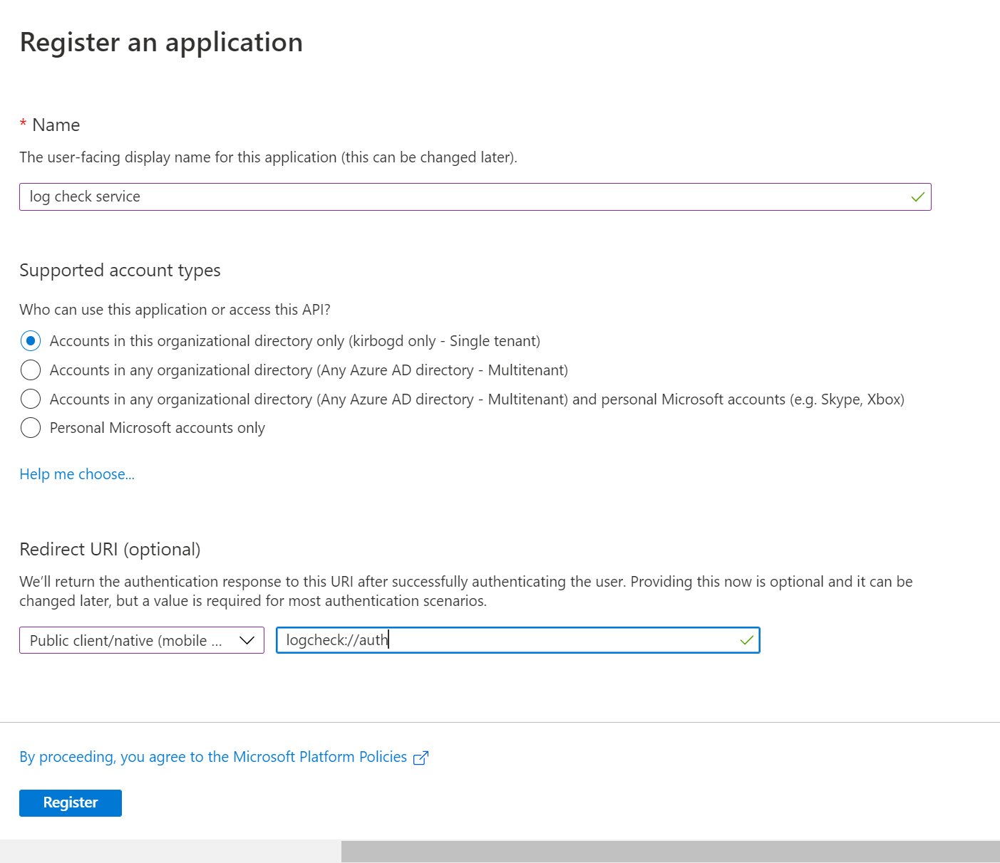 Register an application
* Name
The user-facing display name for this application (this can be changed later).
log check service
Supported account types
Who can use this application or access this API?
Accounts in this organizational directory only (kirbogd only - Single tenant)
Accounts in any organizational directory (Any Azure AD directory - Multitenant)
Accounts in any organizational directory (Any Azure AD directory - Multitenant) and personal Microsoft accounts (e.g. Skype, Xbox)
Personal Microsoft accounts only
Help me choose...
Redirect URI (optional)
We’ll return the authentication response to this URI after successfully authenticating the user. Providing this now is optional and it can be
changed later, but a value is required for most authentication scenarios.
Public client/native (mobile ... logcheck://auth
By proceeding, you agree to the Microsoft Platform Policies
Register